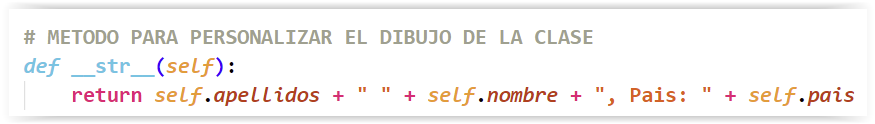 # METODO PARA PERSONALIZAR EL DIBUJO DE LA CLASE
def __str__(self):
    return self.apellidos + " " + self.nombre + ", Pais: " + self.pais